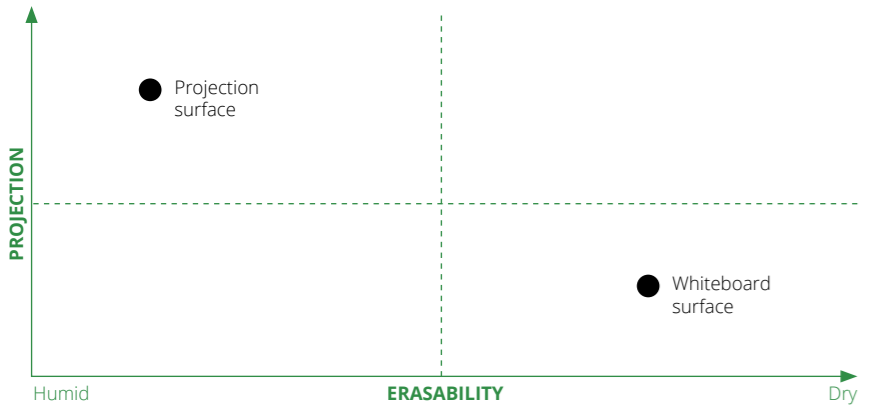 Projection
surface
PROJECTION
Whiteboard
surface
Humid
ERASABILITY
Dry